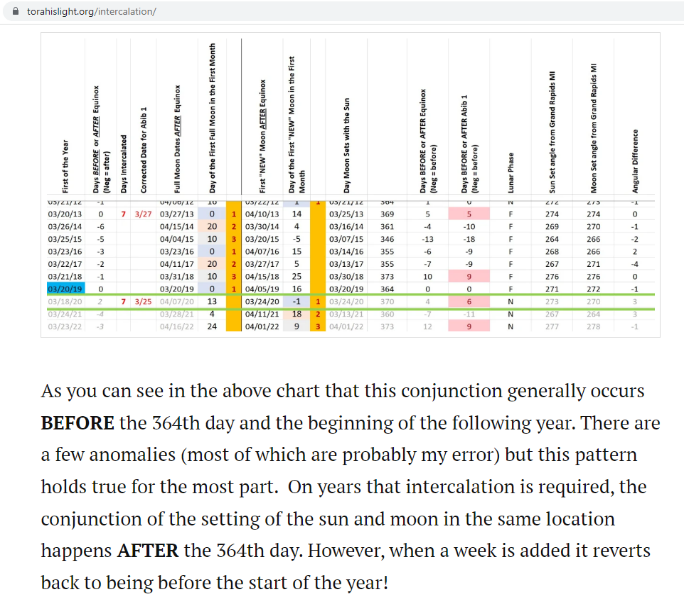 torahislight.org/intercalation/
First of the Year
Days BEFORE or AFTER Equinox
(Neg = after)
Days Intercalated
Corrected Date for Abib 1
Full Moon Dates AFTER Equinox
Day of the First Full Moon in the First Month
First "NEW" Moon AFTER Equinox
Day of the First "NEW" Moon in the First
Month
Day Moon Sets with the Sun
Days BEFORE or AFTER Equinox
(Neg = before)
Days BEFORE or AFTER Abib 1
(Neg = before)
Lunar Phase
Sun Set angle from Grand Rapids MI
Moon Set angle from Grand Rapids MI
Angular Difference
03/20/13 0 7 3/27 03/27/13 0 1 04/10/13 14 03/25/13 369 5 5 F 274 274 0
03/26/14 -6 04/15/14 20 2 03/30/14 4 03/16/14 361 -4 -10 F 269 270 -1
03/25/15 -5 04/04/15 10 3 03/20/15 -5 03/07/15 346 -13 -18 F 264 266 -2
03/23/16 -3 03/23/16 0 1 04/07/16 15 03/14/16 355 -6 -9 F 268 266 2
03/22/17 -2 04/11/17 20 2 03/27/17 5 03/13/17 355 -7 -9 F 267 271 -4
03/21/18 -1 03/31/18 10 3 04/15/18 25 03/30/18 373 10 9 F 276 276 0
03/20/19 0 03/20/19 0 1 04/05/19 16 03/20/19 364 0 0 F 271 272 -1
03/18/20 2 7 3/25 04/07/20 13 03/24/20 -1 1 03/24/20 370 4 6 N 273 270 3
03/24/21 -4 03/28/21 4 04/11/21 18 2 03/13/21 360 -7 -11 N 267 264 3
03/23/22 -3 04/16/22 24 04/01/22 9 3 04/01/22 373 12 9 N 277 278 -1
As you can see in the above chart that this conjunction generally occurs
BEFORE the 364th day and the beginning of the following year. There are
a few anomalies (most of which are probably my error) but this pattern
holds true for the most part. On years that intercalation is required, the
conjunction of the setting of the sun and moon in the same location
happens AFTER the 364th day. However, when a week is added it reverts
back to being before the start of the year!